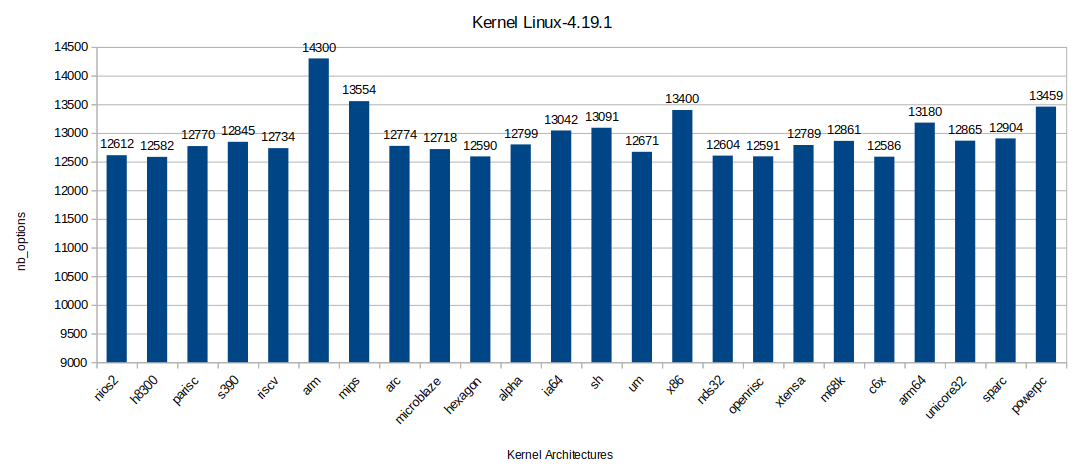 Kernel Linux-4.19.1
14500
14000
13500
13000
12500
12000
11500
11000
10500
10000
9500
9000
nb_options
12612
12582
12770
12845
12734
14300
13554
12774
12718
12590
12799
13042
13091
12671
13400
12604
12591
12789
12861
12586
13180
12865
12904
13459
nios2
h8300
parisc
s390
riscv
arm
mips
arc
microblaze
hexagon
alpha
ia64
sh
um
x86
nds32
openrisc
xtensa
m68k
c6x
arm64
unicore32
sparc
powerpc
Kernel Architectures